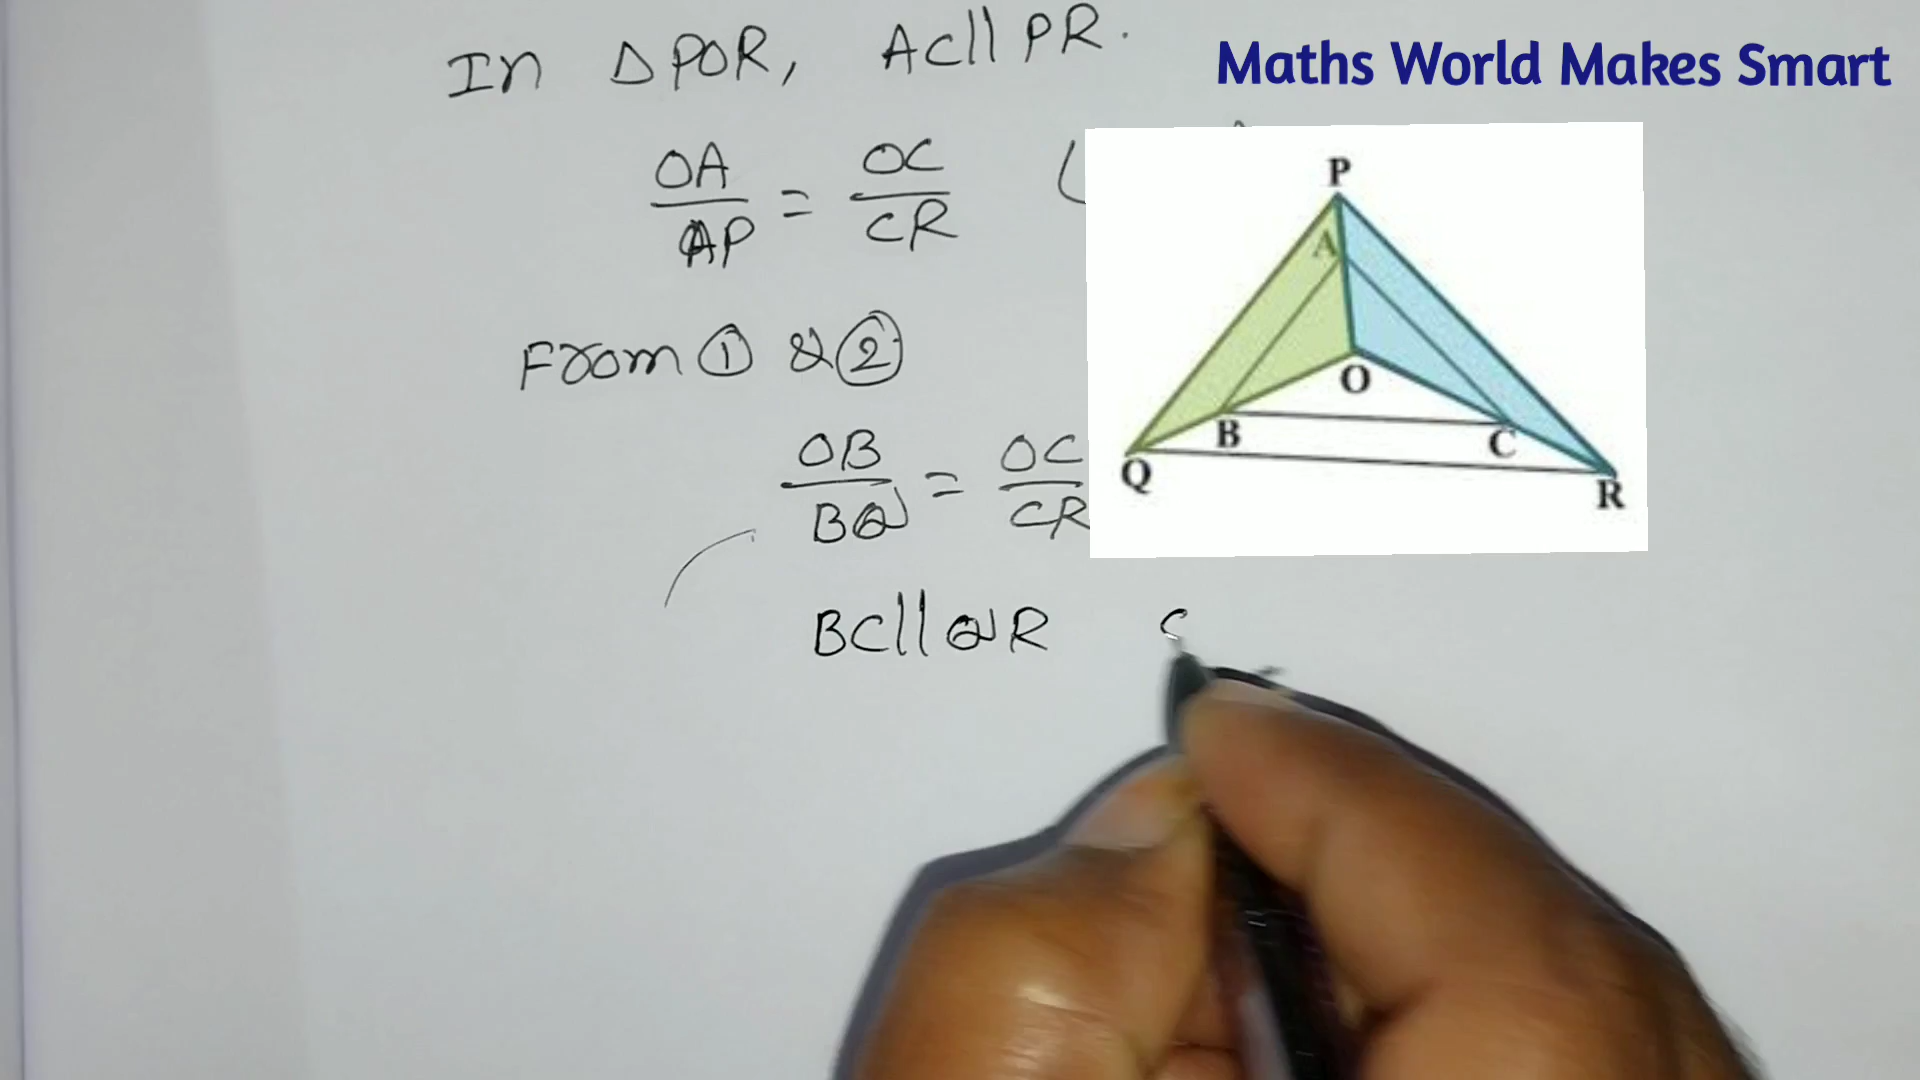 In △POR, AC||PR.
Maths World Makes Smart
OA/AP = OC/CR (
From ① & ②
OB/BQ = OC/CR
BC||QR
P
A
O
B
C
Q
R